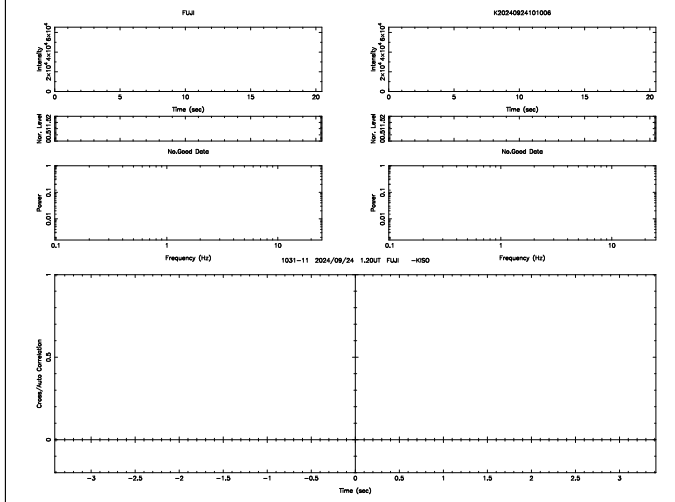 FUJI
K20240924101006
Intensity
0 2×10⁴ 4×10⁴ 6×10⁴
0 5 10 15 20
Time (sec)
Intensity
0 2×10⁴ 4×10⁴ 6×10⁴
0 5 10 15 20
Time (sec)
Nor. Level
00.511.52
Nor. Level
00.511.52
No.Good Data
No.Good Data
Power
0.01 0.1 1
0.1 1 10
Frequency (Hz)
Power
0.01 0.1 1
0.1 1 10
Frequency (Hz)
1031-11 2024/09/24 1.20UT FUJI -KISO
Cross/Auto Correlation
0 0.5 1
-3 -2.5 -2 -1.5 -1 -0.5 0 0.5 1 1.5 2 2.5 3
Time (sec)